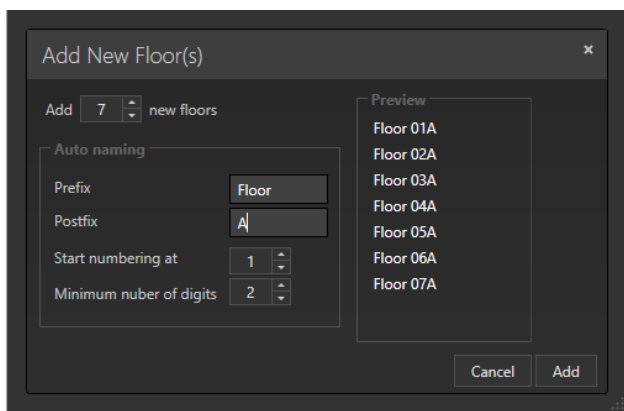 Add New Floor(s)
×
Add 7 new floors
Auto naming
Prefix Floor
Postfix A
Start numbering at 1
Minimum nuber of digits 2
Preview
Floor 01A
Floor 02A
Floor 03A
Floor 04A
Floor 05A
Floor 06A
Floor 07A
Cancel Add